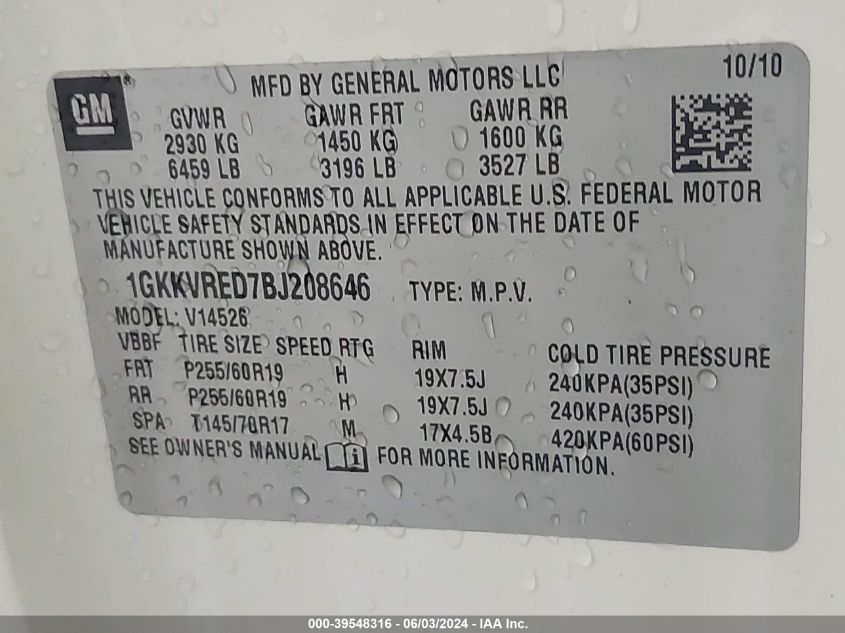 GM® MFD BY GENERAL MOTORS LLC 10/10
GVWR GAWR FRT GAWR RR
2930 KG 1450 KG 1600 KG
6459 LB 3196 LB 3527 LB
THIS VEHICLE CONFORMS TO ALL APPLICABLE U.S. FEDERAL MOTOR
VEHICLE SAFETY STANDARDS IN EFFECT ON THE DATE OF
MANUFACTURE SHOWN ABOVE.
1GKKVRED7BJ208646 TYPE: M.P.V.
MODEL: V14526
VBBF TIRE SIZE SPEED RTG RIM COLD TIRE PRESSURE
FRT P255/60R19 H 19X7.5J 240KPA(35PSI)
RR P255/60R19 H 19X7.5J 240KPA(35PSI)
SPA T145/70R17 M 17X4.5B 420KPA(60PSI)
SEE OWNER'S MANUAL i FOR MORE INFORMATION.
000-39548316 - 06/03/2024 - IAA Inc.